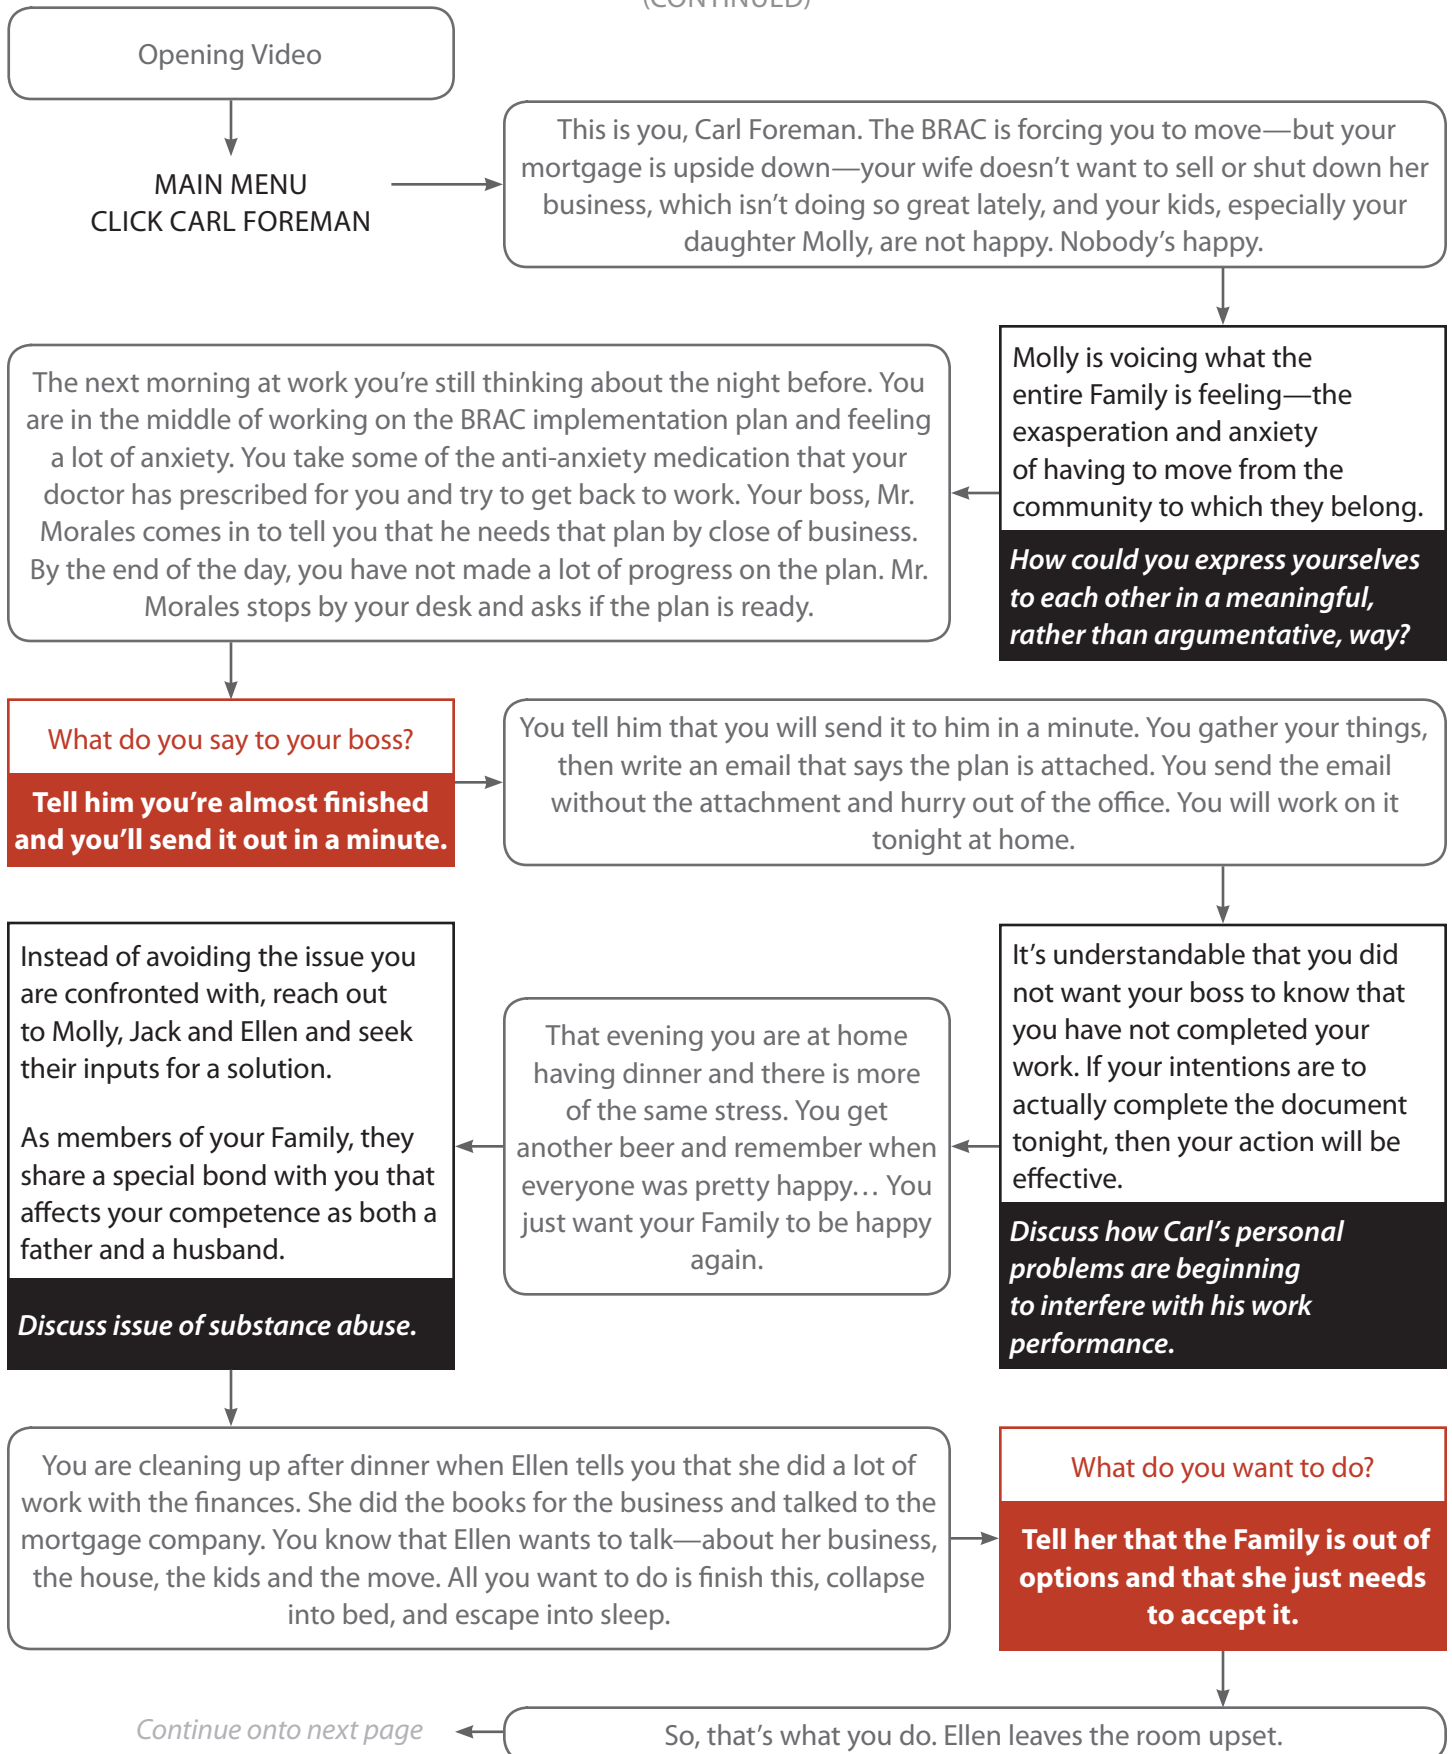 (CONTINUED)
Opening Video
MAIN MENU
CLICK CARL FOREMAN
This is you, Carl Foreman. The BRAC is forcing you to move—but your
mortgage is upside down—your wife doesn’t want to sell or shut down her
business, which isn’t doing so great lately, and your kids, especially your
daughter Molly, are not happy. Nobody’s happy.
Molly is voicing what the
entire Family is feeling—the
exasperation and anxiety
of having to move from the
community to which they belong.
How could you express yourselves
to each other in a meaningful,
rather than argumentative, way?
The next morning at work you’re still thinking about the night before. You
are in the middle of working on the BRAC implementation plan and feeling
a lot of anxiety. You take some of the anti-anxiety medication that your
doctor has prescribed for you and try to get back to work. Your boss, Mr.
Morales comes in to tell you that he needs that plan by close of business.
By the end of the day, you have not made a lot of progress on the plan. Mr.
Morales stops by your desk and asks if the plan is ready.
What do you say to your boss?
Tell him you’re almost finished
and you’ll send it out in a minute.
You tell him that you will send it to him in a minute. You gather your things,
then write an email that says the plan is attached. You send the email
without the attachment and hurry out of the office. You will work on it
tonight at home.
It’s understandable that you did
not want your boss to know that
you have not completed your
work. If your intentions are to
actually complete the document
tonight, then your action will be
effective.
Discuss how Carl’s personal
problems are beginning
to interfere with his work
performance.
That evening you are at home
having dinner and there is more
of the same stress. You get
another beer and remember when
everyone was pretty happy… You
just want your Family to be happy
again.
Instead of avoiding the issue you
are confronted with, reach out
to Molly, Jack and Ellen and seek
their inputs for a solution.
As members of your Family, they
share a special bond with you that
affects your competence as both a
father and a husband.
Discuss issue of substance abuse.
You are cleaning up after dinner when Ellen tells you that she did a lot of
work with the finances. She did the books for the business and talked to the
mortgage company. You know that Ellen wants to talk—about her business,
the house, the kids and the move. All you want to do is finish this, collapse
into bed, and escape into sleep.
What do you want to do?
Tell her that the Family is out of
options and that she just needs
to accept it.
So, that’s what you do. Ellen leaves the room upset.
Continue onto next page